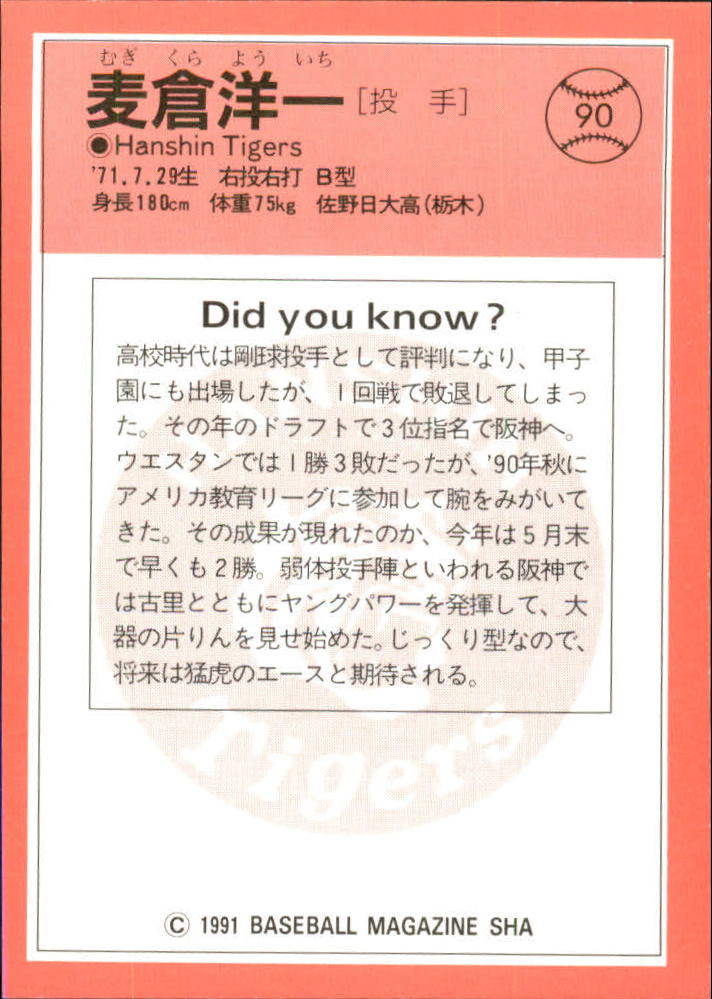 むぎ くら よう いち
麦倉洋一[投 手]
90
●Hanshin Tigers
'71.7.29生 右投右打 B型
身長180cm 体重75kg 佐野日大高(栃木)
Did you know?
高校時代は剛球投手として評判になり、甲子
園にも出場したが、1回戦で敗退してしまっ
た。その年のドラフトで3位指名で阪神へ。
ウエスタンでは1勝3敗だったが、'90年秋に
アメリカ教育リーグに参加して腕をみがいて
きた。その成果が現れたのか、今年は5月末
で早くも2勝。弱体投手陣といわれる阪神で
は古里とともにヤングパワーを発揮して、大
器の片りんを見せ始めた。じっくり型なので、
将来は猛虎のエースと期待される。
Tigers
© 1991 BASEBALL MAGAZINE SHA